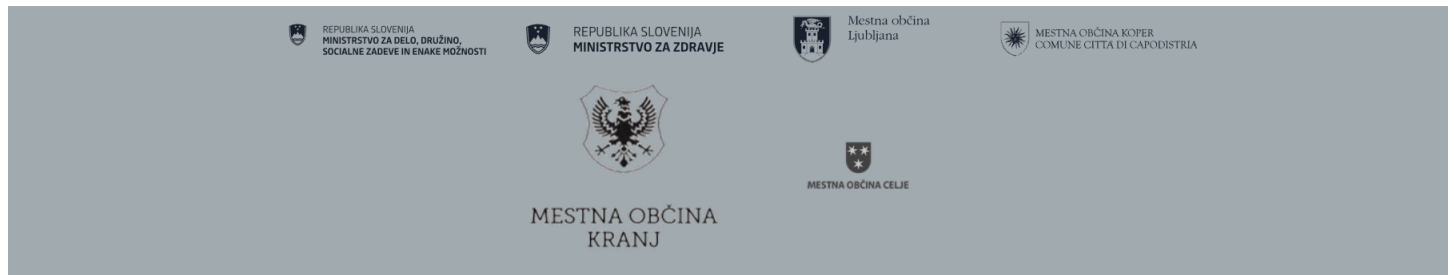 REPUBLIKA SLOVENIJA
MINISTRSTVO ZA DELO, DRUŽINO,
SOCIALNE ZADEVE IN ENAKE MOŽNOSTI
REPUBLIKA SLOVENIJA
MINISTRSTVO ZA ZDRAVJE
Mestna občina
Ljubljana
MESTNA OBČINA KOPER
COMUNE CITTA DI CAPODISTRIA
MESTNA OBČINA
KRANJ
MESTNA OBČINA CELJE